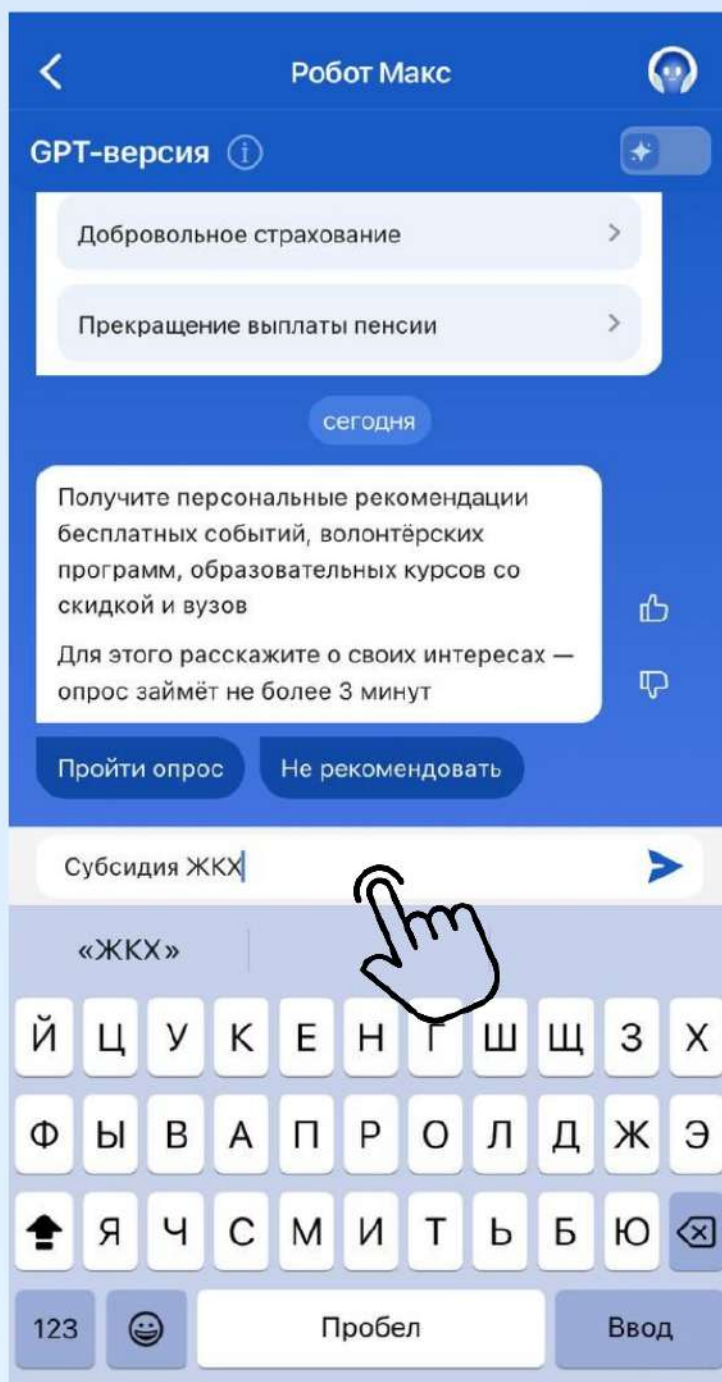 Робот Макс
GPT-версия
Добровольное страхование
Прекращение выплаты пенсии
сегодня
Получите персональные рекомендации
бесплатных событий, волонтёрских
программ, образовательных курсов со
скидкой и вузов
Для этого расскажите о своих интересах —
опрос займёт не более 3 минут
Пройти опрос Не рекомендовать
Субсидия ЖКХ
«ЖКХ»
Й Ц У К Е Н Г Ш Щ З Х
Ф Ы В А П Р О Л Д Ж Э
Я Ч С М И Т Ь Б Ю
123 Пробел Ввод